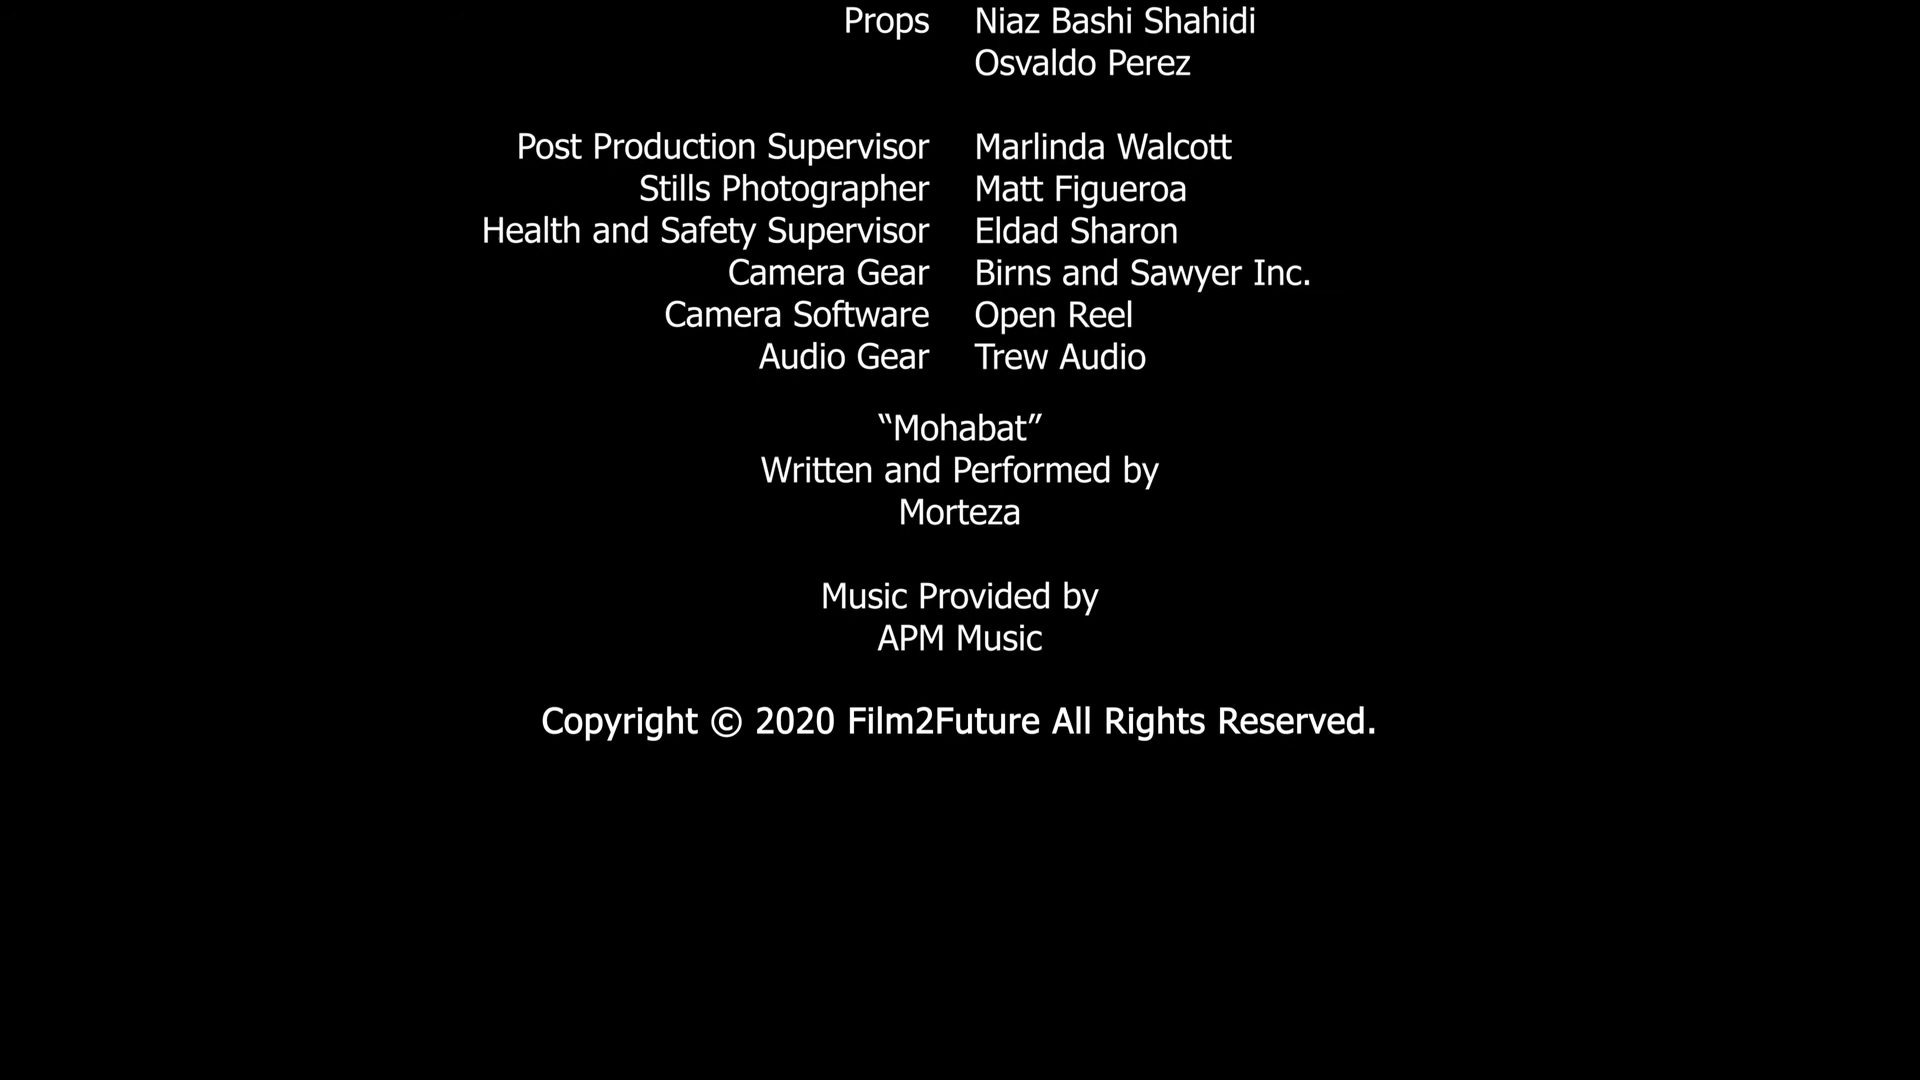 Props Niaz Bashi Shahidi
Osvaldo Perez
Post Production Supervisor Marlinda Walcott
Stills Photographer Matt Figueroa
Health and Safety Supervisor Eldad Sharon
Camera Gear Birns and Sawyer Inc.
Camera Software Open Reel
Audio Gear Trew Audio
“Mohabat”
Written and Performed by
Morteza
Music Provided by
APM Music
Copyright © 2020 Film2Future All Rights Reserved.